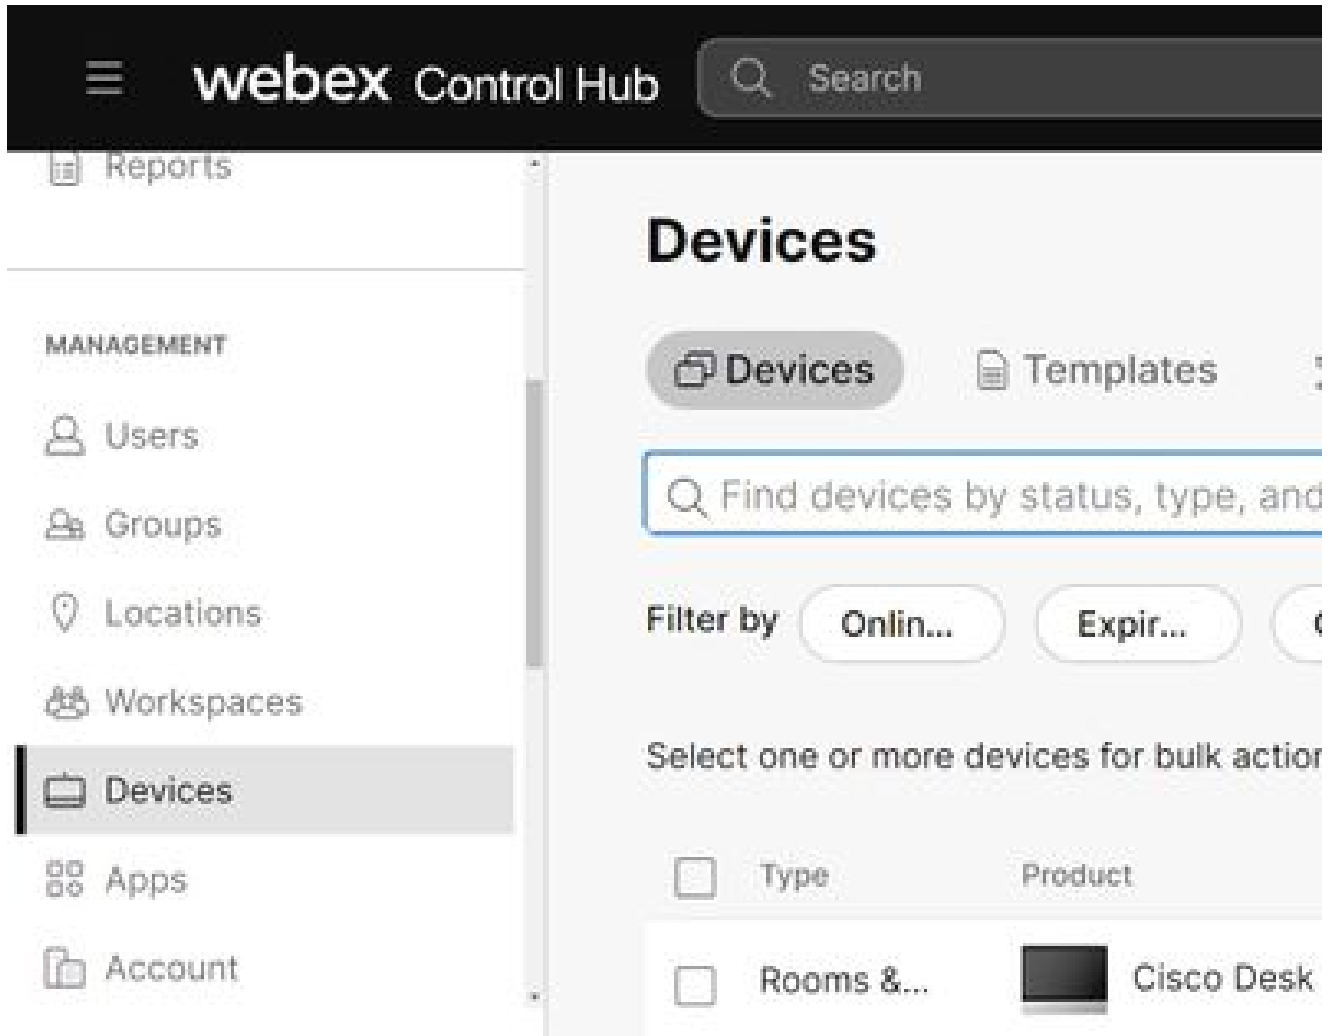 webex Control Hub
Search
Reports
MANAGEMENT
Users
Groups
Locations
Workspaces
Devices
Apps
Account
Devices
Devices
Templates
Find devices by status, type, and
Filter by
Onlin...
Expir...
Select one or more devices for bulk action
Type
Product
Rooms &...
Cisco Desk